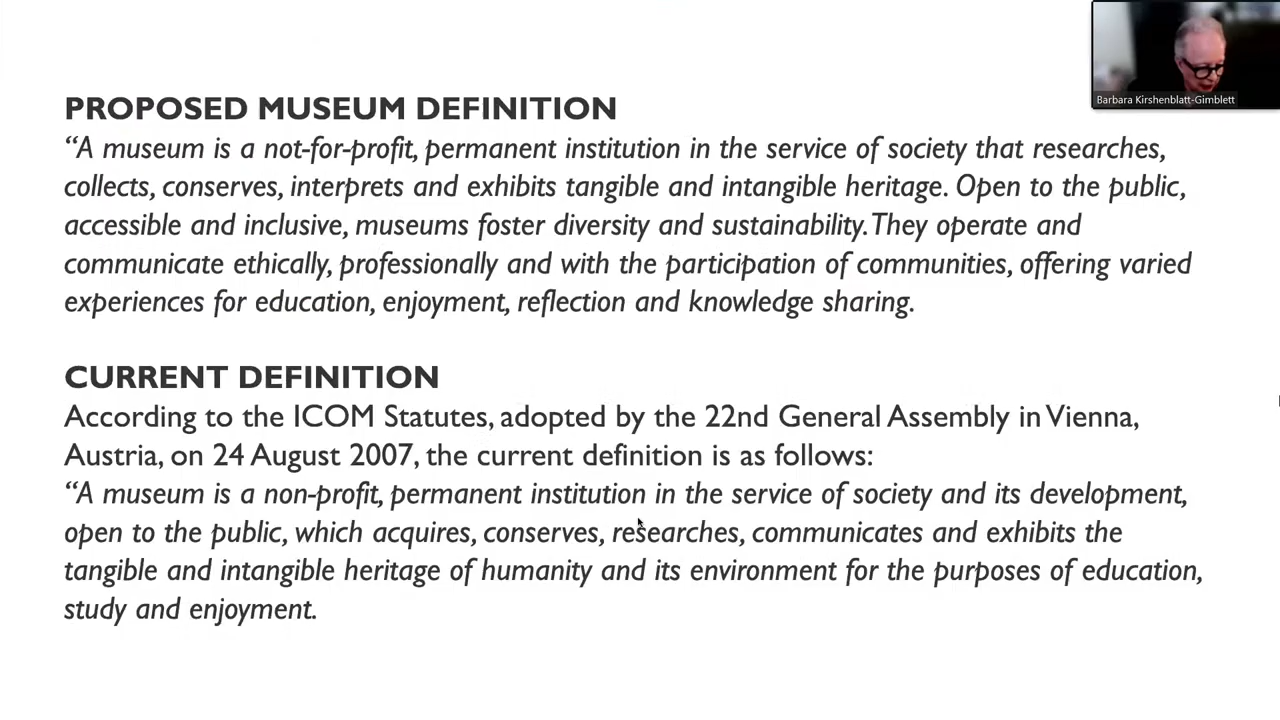 Barbara Kirshenblatt-Gimblett
PROPOSED MUSEUM DEFINITION
“A museum is a not-for-profit, permanent institution in the service of society that researches,
collects, conserves, interprets and exhibits tangible and intangible heritage. Open to the public,
accessible and inclusive, museums foster diversity and sustainability. They operate and
communicate ethically, professionally and with the participation of communities, offering varied
experiences for education, enjoyment, reflection and knowledge sharing.
CURRENT DEFINITION
According to the ICOM Statutes, adopted by the 22nd General Assembly in Vienna,
Austria, on 24 August 2007, the current definition is as follows:
“A museum is a non-profit, permanent institution in the service of society and its development,
open to the public, which acquires, conserves, researches, communicates and exhibits the
tangible and intangible heritage of humanity and its environment for the purposes of education,
study and enjoyment.